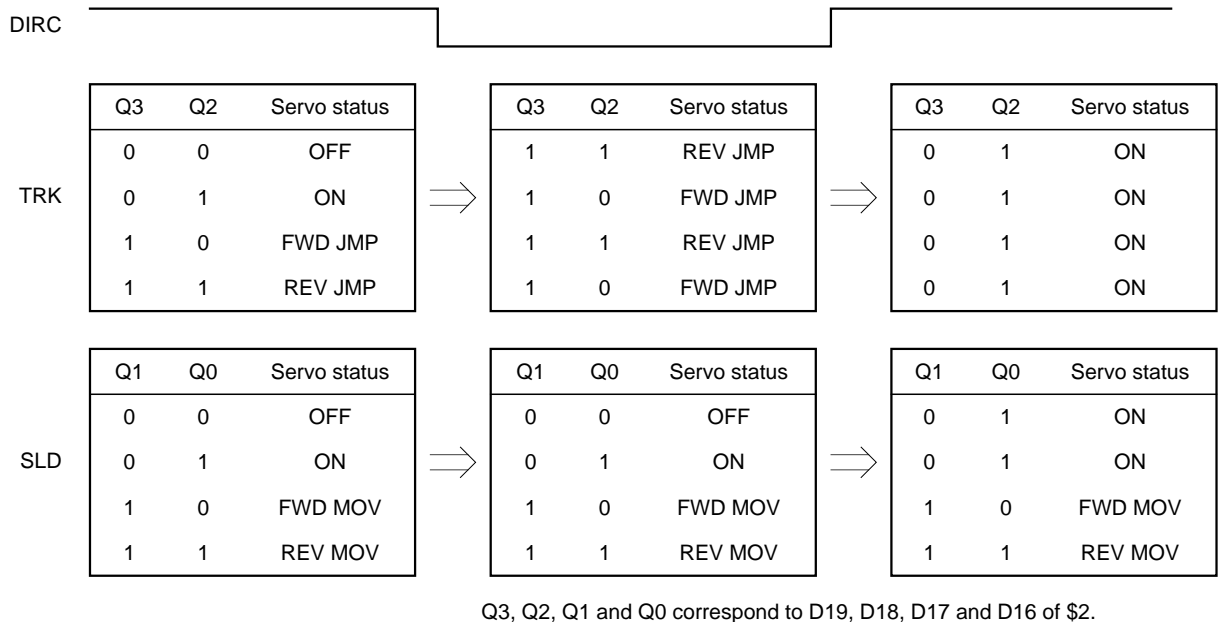 DIRC
Q3 Q2 Servo status Q3 Q2 Servo status Q3 Q2 Servo status
0 0 OFF 1 1 REV JMP 0 1 ON
TRK 0 1 ON 1 0 FWD JMP 0 1 ON
1 0 FWD JMP 1 1 REV JMP 0 1 ON
1 1 REV JMP 1 0 FWD JMP 0 1 ON
Q1 Q0 Servo status Q1 Q0 Servo status Q1 Q0 Servo status
0 0 OFF 0 0 OFF 0 1 ON
SLD 0 1 ON 0 1 ON 0 1 ON
1 0 FWD MOV 1 0 FWD MOV 1 0 FWD MOV
1 1 REV MOV 1 1 REV MOV 1 1 REV MOV
Q3, Q2, Q1 and Q0 correspond to D19, D18, D17 and D16 of $2.